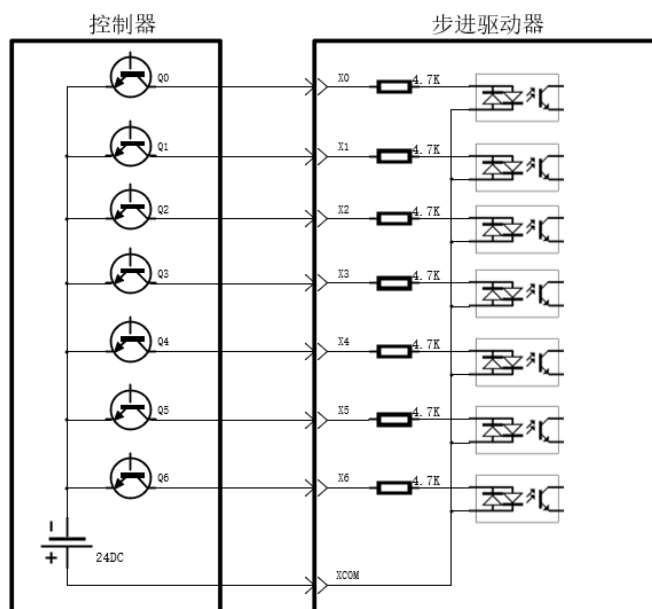 控制器 步进驱动器
Q0 X0 4.7K
Q1 X1 4.7K
Q2 X2 4.7K
Q3 X3 4.7K
Q4 X4 4.7K
Q5 X5 4.7K
Q6 X6 4.7K
-
+ 24DC
XCOM